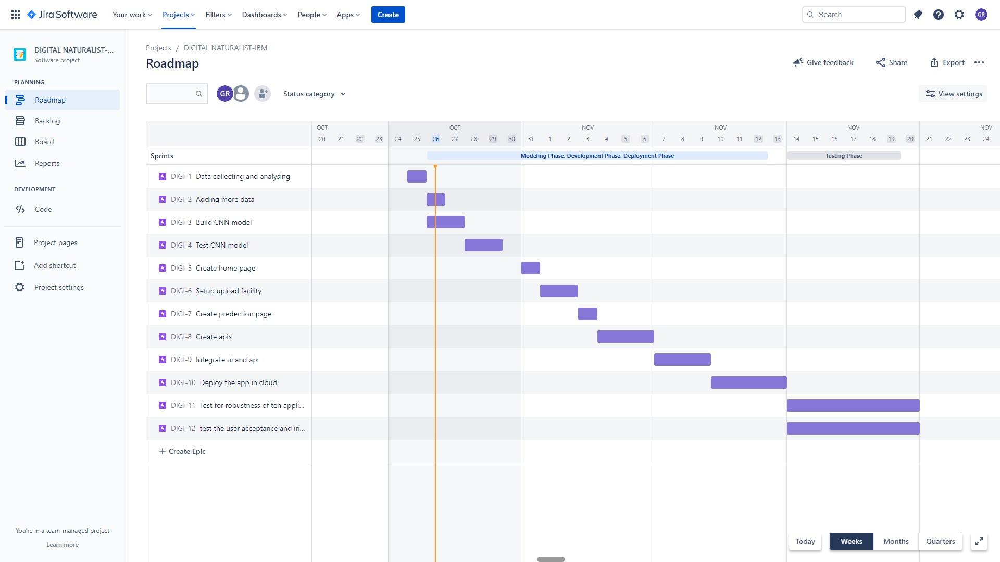 Jira Software Your work Projects Filters Dashboards People Apps Create Search GR
DIGITAL NATURALIST-...
Software project
PLANNING
Roadmap
Backlog
Board
Reports
DEVELOPMENT
Code
Project pages
Add shortcut
Project settings
You're in a team-managed project
Learn more
Projects / DIGITAL NATURALIST-IBM
Roadmap
Give feedback Share Export
GR Status category View settings
OCT OCT NOV NOV NOV NOV
20 21 22 23 24 25 26 27 28 29 30 31 1 2 3 4 5 6 7 8 9 10 11 12 13 14 15 16 17 18 19 20 21 22 23 24
Sprints Modeling Phase, Development Phase, Deployment Phase Testing Phase
DIGI-1 Data collecting and analysing
DIGI-2 Adding more data
DIGI-3 Build CNN model
DIGI-4 Test CNN model
DIGI-5 Create home page
DIGI-6 Setup upload facility
DIGI-7 Create predection page
DIGI-8 Create apis
DIGI-9 Integrate ui and api
DIGI-10 Deploy the app in cloud
DIGI-11 Test for robustness of teh appli...
DIGI-12 test the user acceptance and in...
+ Create Epic
Today Weeks Months Quarters